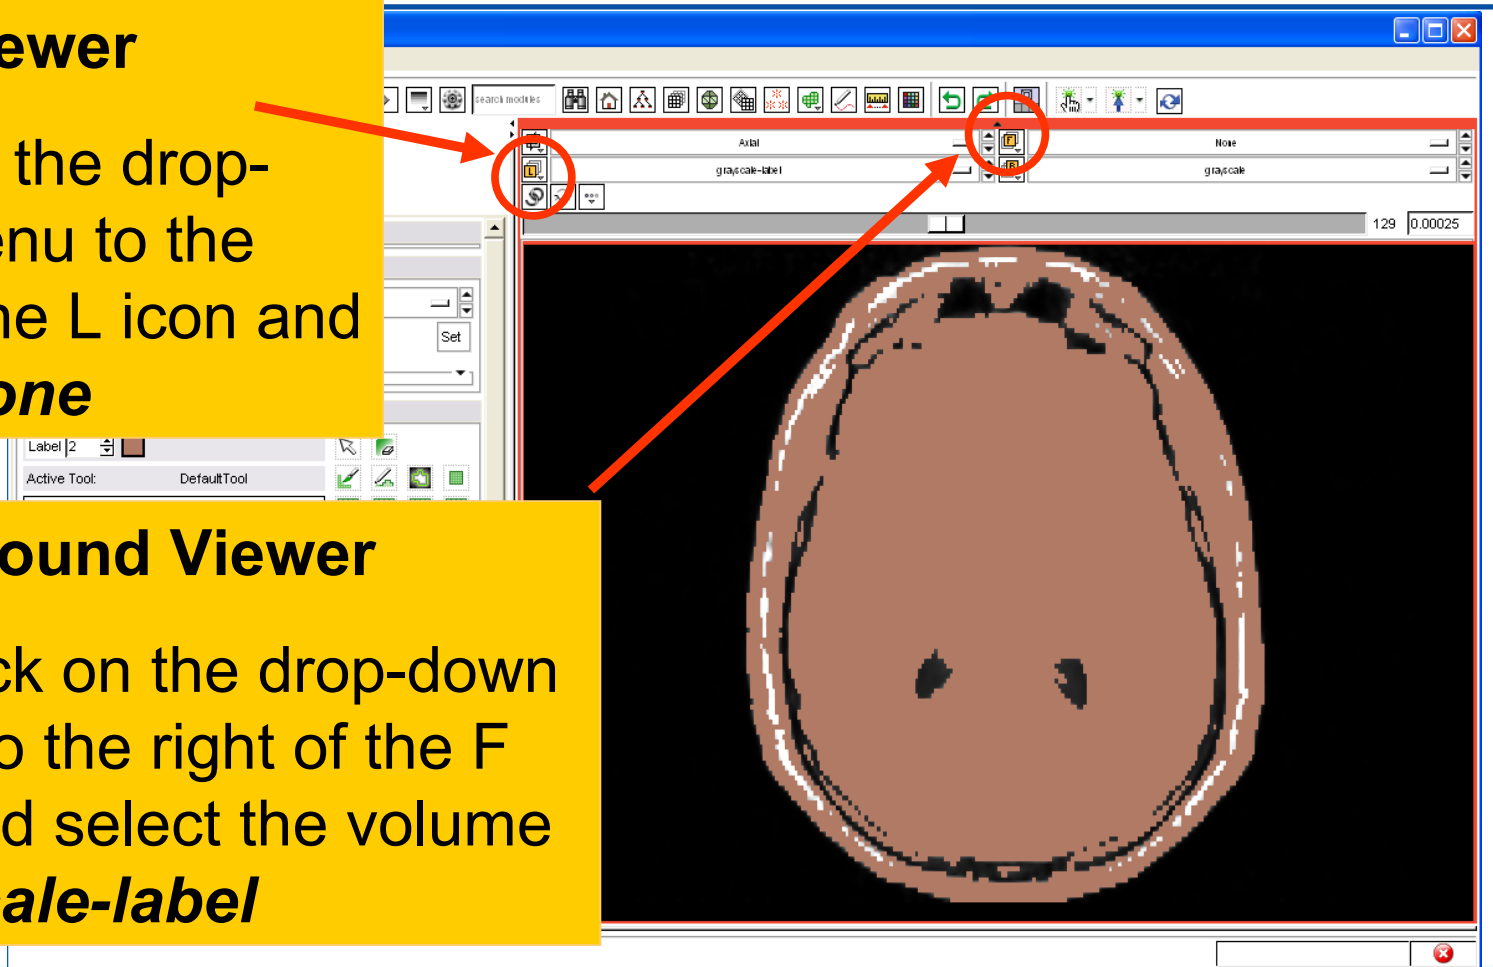 ewer
the drop-
enu to the
ne L icon and
one
search modules
Axial
None
L
F
grayscale-label
B
grayscale
129 0.00025
Set
Label 2
Active Tool: DefaultTool
ound Viewer
ck on the drop-down
o the right of the F
d select the volume
ale-label